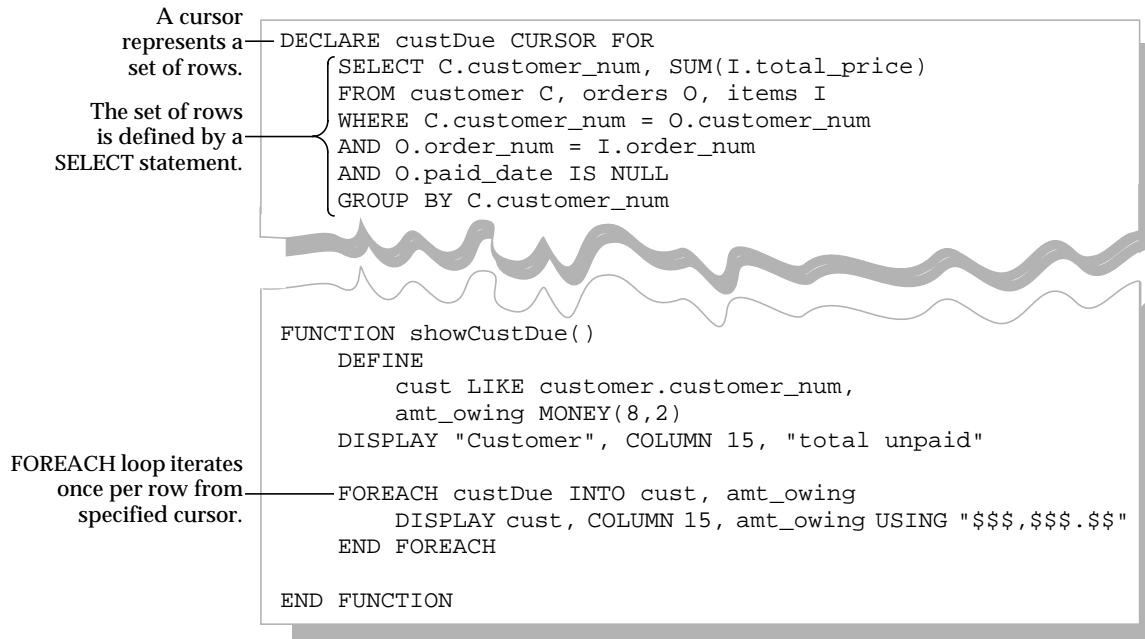 A cursor
represents a
set of rows.
DECLARE custDue CURSOR FOR
SELECT C.customer_num, SUM(I.total_price)
FROM customer C, orders O, items I
WHERE C.customer_num = O.customer_num
AND O.order_num = I.order_num
AND O.paid_date IS NULL
GROUP BY C.customer_num
The set of rows
is defined by a
SELECT statement.
FUNCTION showCustDue()
DEFINE
cust LIKE customer.customer_num,
amt_owing MONEY(8,2)
DISPLAY "Customer", COLUMN 15, "total unpaid"
FOREACH loop iterates
once per row from
specified cursor.
FOREACH custDue INTO cust, amt_owing
DISPLAY cust, COLUMN 15, amt_owing USING "$$$,$$$.$$"
END FOREACH
END FUNCTION